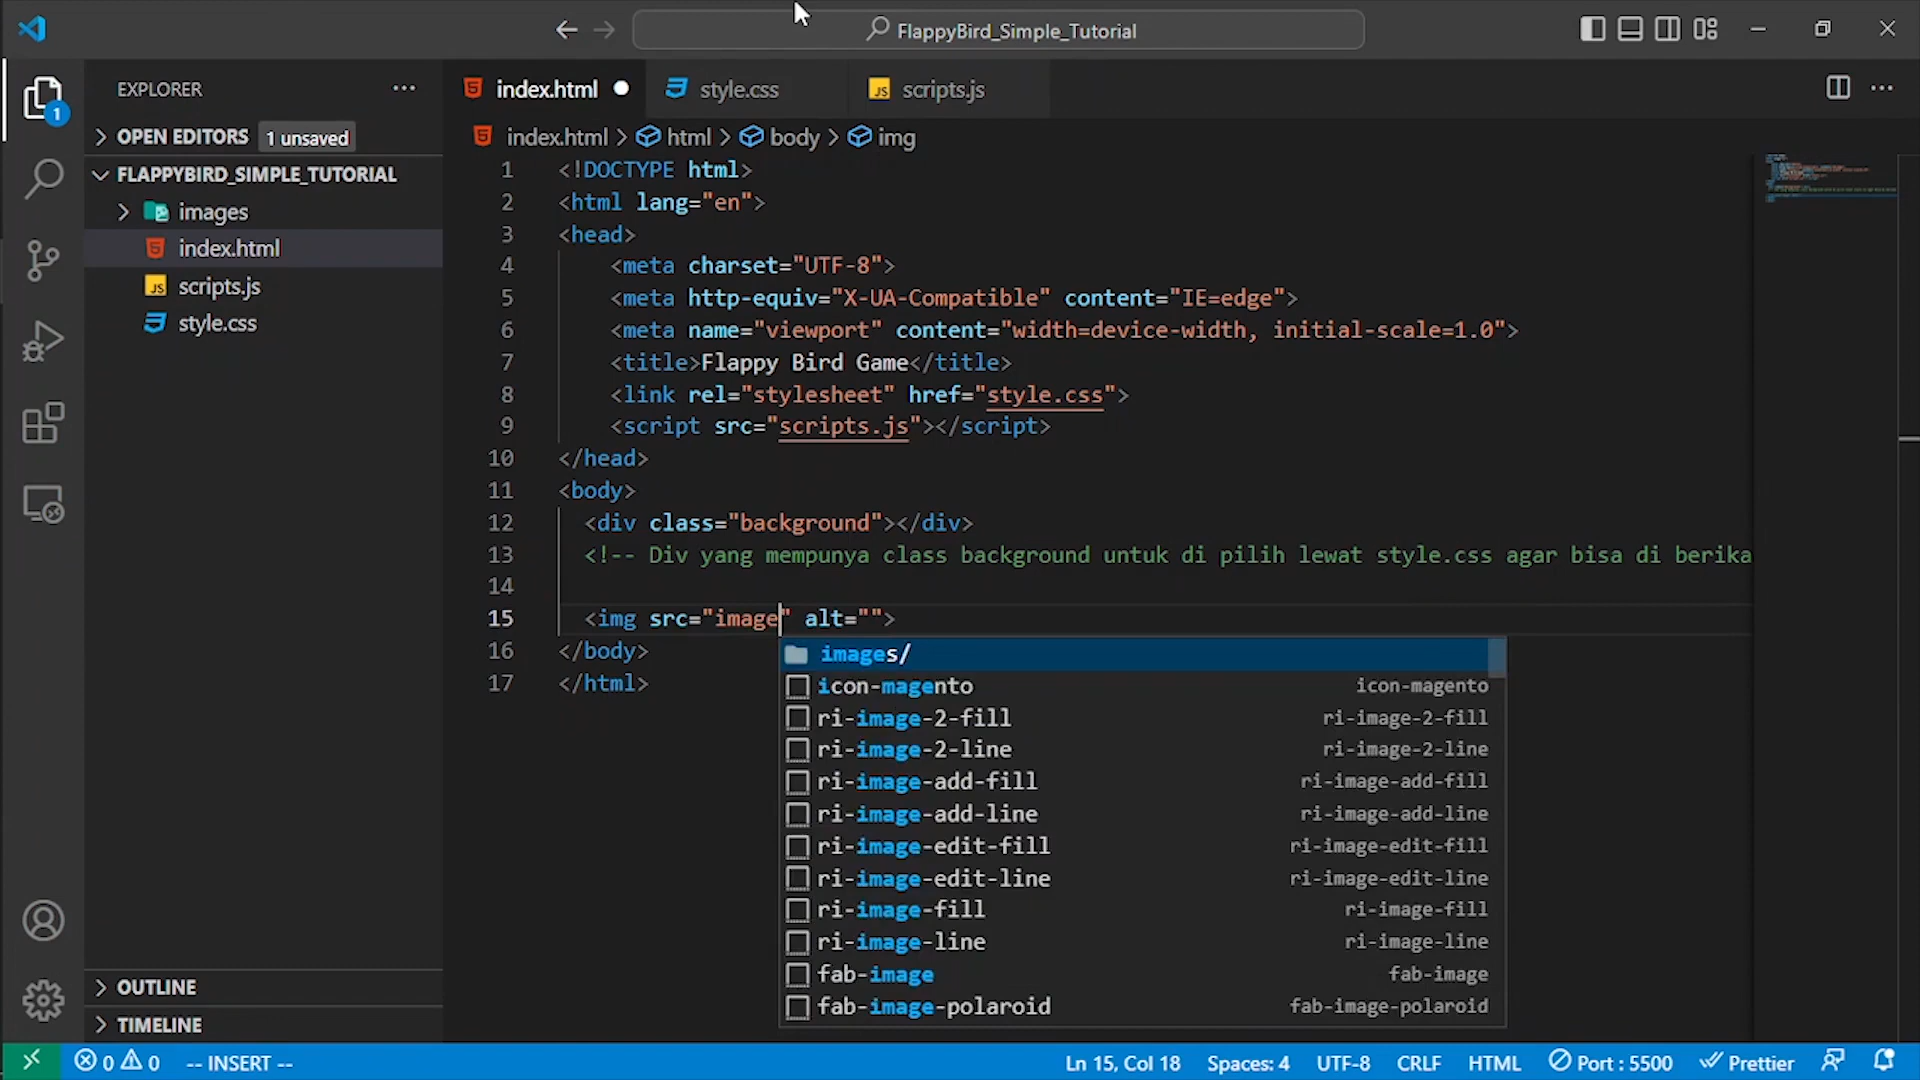 FlappyBird_Simple_Tutorial
EXPLORER
index.html
style.css
JS scripts.js
1
OPEN EDITORS 1 unsaved
index.html > html > body > img
FLAPPYBIRD_SIMPLE_TUTORIAL
images
index.html
JS scripts.js
style.css
1 <!DOCTYPE html>
2 <html lang="en">
3 <head>
4 <meta charset="UTF-8">
5 <meta http-equiv="X-UA-Compatible" content="IE=edge">
6 <meta name="viewport" content="width=device-width, initial-scale=1.0">
7 <title>Flappy Bird Game</title>
8 <link rel="stylesheet" href="style.css">
9 <script src="scripts.js"></script>
10 </head>
11 <body>
12 <div class="background"></div>
13 <!-- Div yang mempunya class background untuk di pilih lewat style.css agar bisa di berika
14
15 <img src="image" alt="">
16 </body>
17 </html>
images/
icon-magento icon-magento
ri-image-2-fill ri-image-2-fill
ri-image-2-line ri-image-2-line
ri-image-add-fill ri-image-add-fill
ri-image-add-line ri-image-add-line
ri-image-edit-fill ri-image-edit-fill
ri-image-edit-line ri-image-edit-line
ri-image-fill ri-image-fill
ri-image-line ri-image-line
fab-image fab-image
fab-image-polaroid fab-image-polaroid
OUTLINE
TIMELINE
0 0 -- INSERT -- Ln 15, Col 18 Spaces: 4 UTF-8 CRLF HTML Port : 5500 Prettier